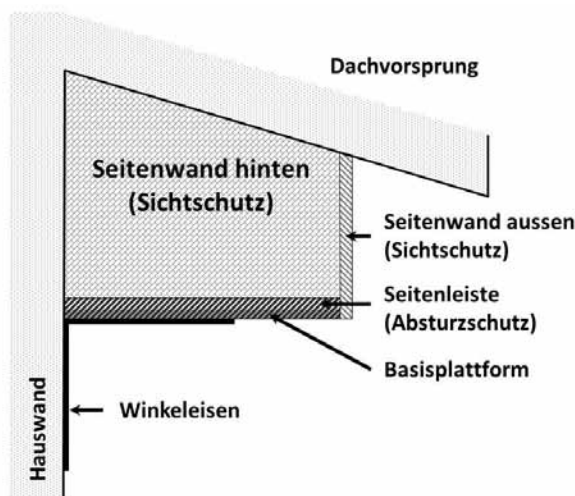 Dachvorsprung
Seitenwand hinten
(Sichtschutz)
Seitenwand aussen
(Sichtschutz)
Seitenleiste
(Absturzschutz)
Basisplattform
Winkeleisen
Hauswand